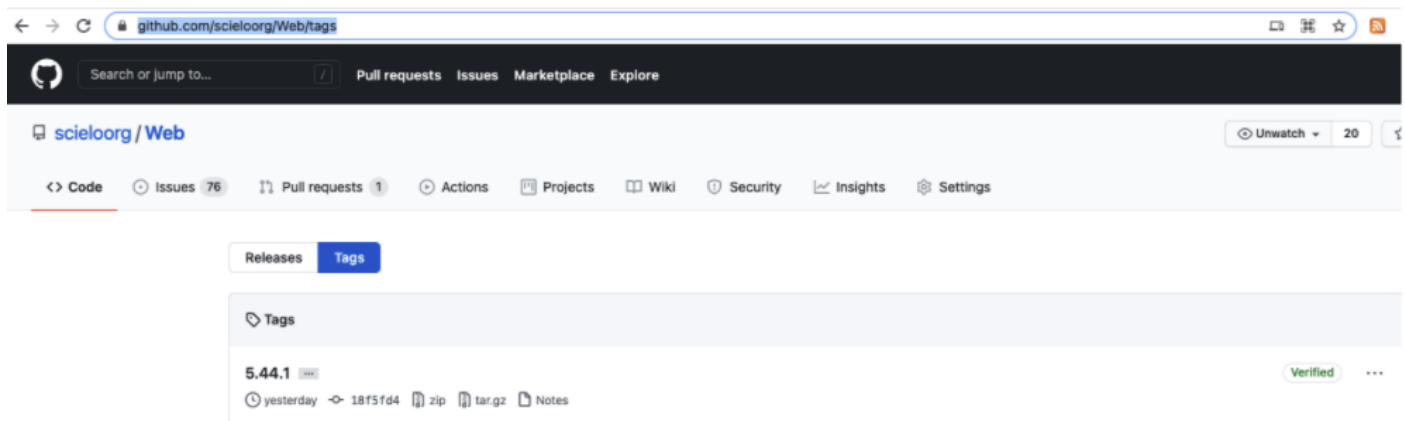 github.com/scieloorg/Web/tags
Search or jump to... / Pull requests Issues Marketplace Explore
scieloorg / Web Unwatch 20
<> Code Issues 76 Pull requests 1 Actions Projects Wiki Security Insights Settings
Releases Tags
Tags
5.44.1 ... Verified ...
yesterday 18f5fd4 zip tar.gz Notes